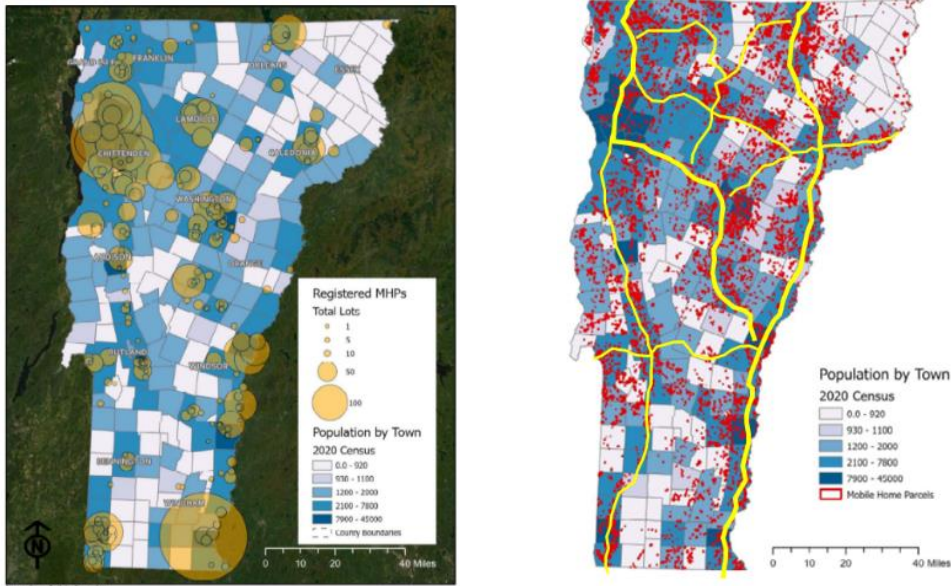 FRANKLIN
ORLEANS
ESSEX
LAMOILLE
CHITTENDEN
CALEDONIA
WASHINGTON
ADDISON
ORANGE
RUTLAND
WINDSOR
BENNINGTON
WINDHAM
N
Registered MHPs
Total Lots
1
5
10
50
100
Population by Town
2020 Census
0.0 - 920
930 - 1100
1200 - 2000
2100 - 7800
7900 - 45000
County Boundaries
0 10 20 40 Miles
Population by Town
2020 Census
0.0 - 920
930 - 1100
1200 - 2000
2100 - 7800
7900 - 45000
Mobile Home Parcels
0 10 20 40 Miles